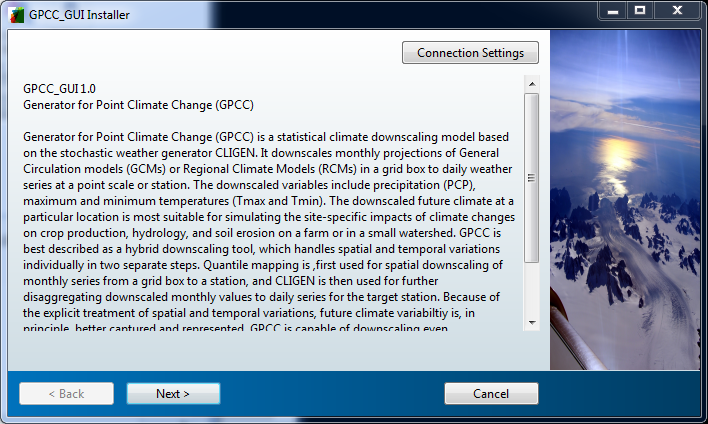 GPCC_GUI Installer
Connection Settings
GPCC_GUI 1.0
Generator for Point Climate Change (GPCC)
Generator for Point Climate Change (GPCC) is a statistical climate downscaling model based
on the stochastic weather generator CLIGEN. It downscales monthly projections of General
Circulation models (GCMs) or Regional Climate Models (RCMs) in a grid box to daily weather
series at a point scale or station. The downscaled variables include precipitation (PCP),
maximum and minimum temperatures (Tmax and Tmin). The downscaled future climate at a
particular location is most suitable for simulating the site-specific impacts of climate changes
on crop production, hydrology, and soil erosion on a farm or in a small watershed. GPCC is
best described as a hybrid downscaling tool, which handles spatial and temporal variations
individually in two separate steps. Quantile mapping is ,first used for spatial downscaling of
monthly series from a grid box to a station, and CLIGEN is then used for further
disaggregating downscaled monthly values to daily series for the target station. Because of
the explicit treatment of spatial and temporal variations, future climate variabiltiy is, in
principle, better captured and represented. GPCC is capable of downscaling even
< Back
Next >
Cancel